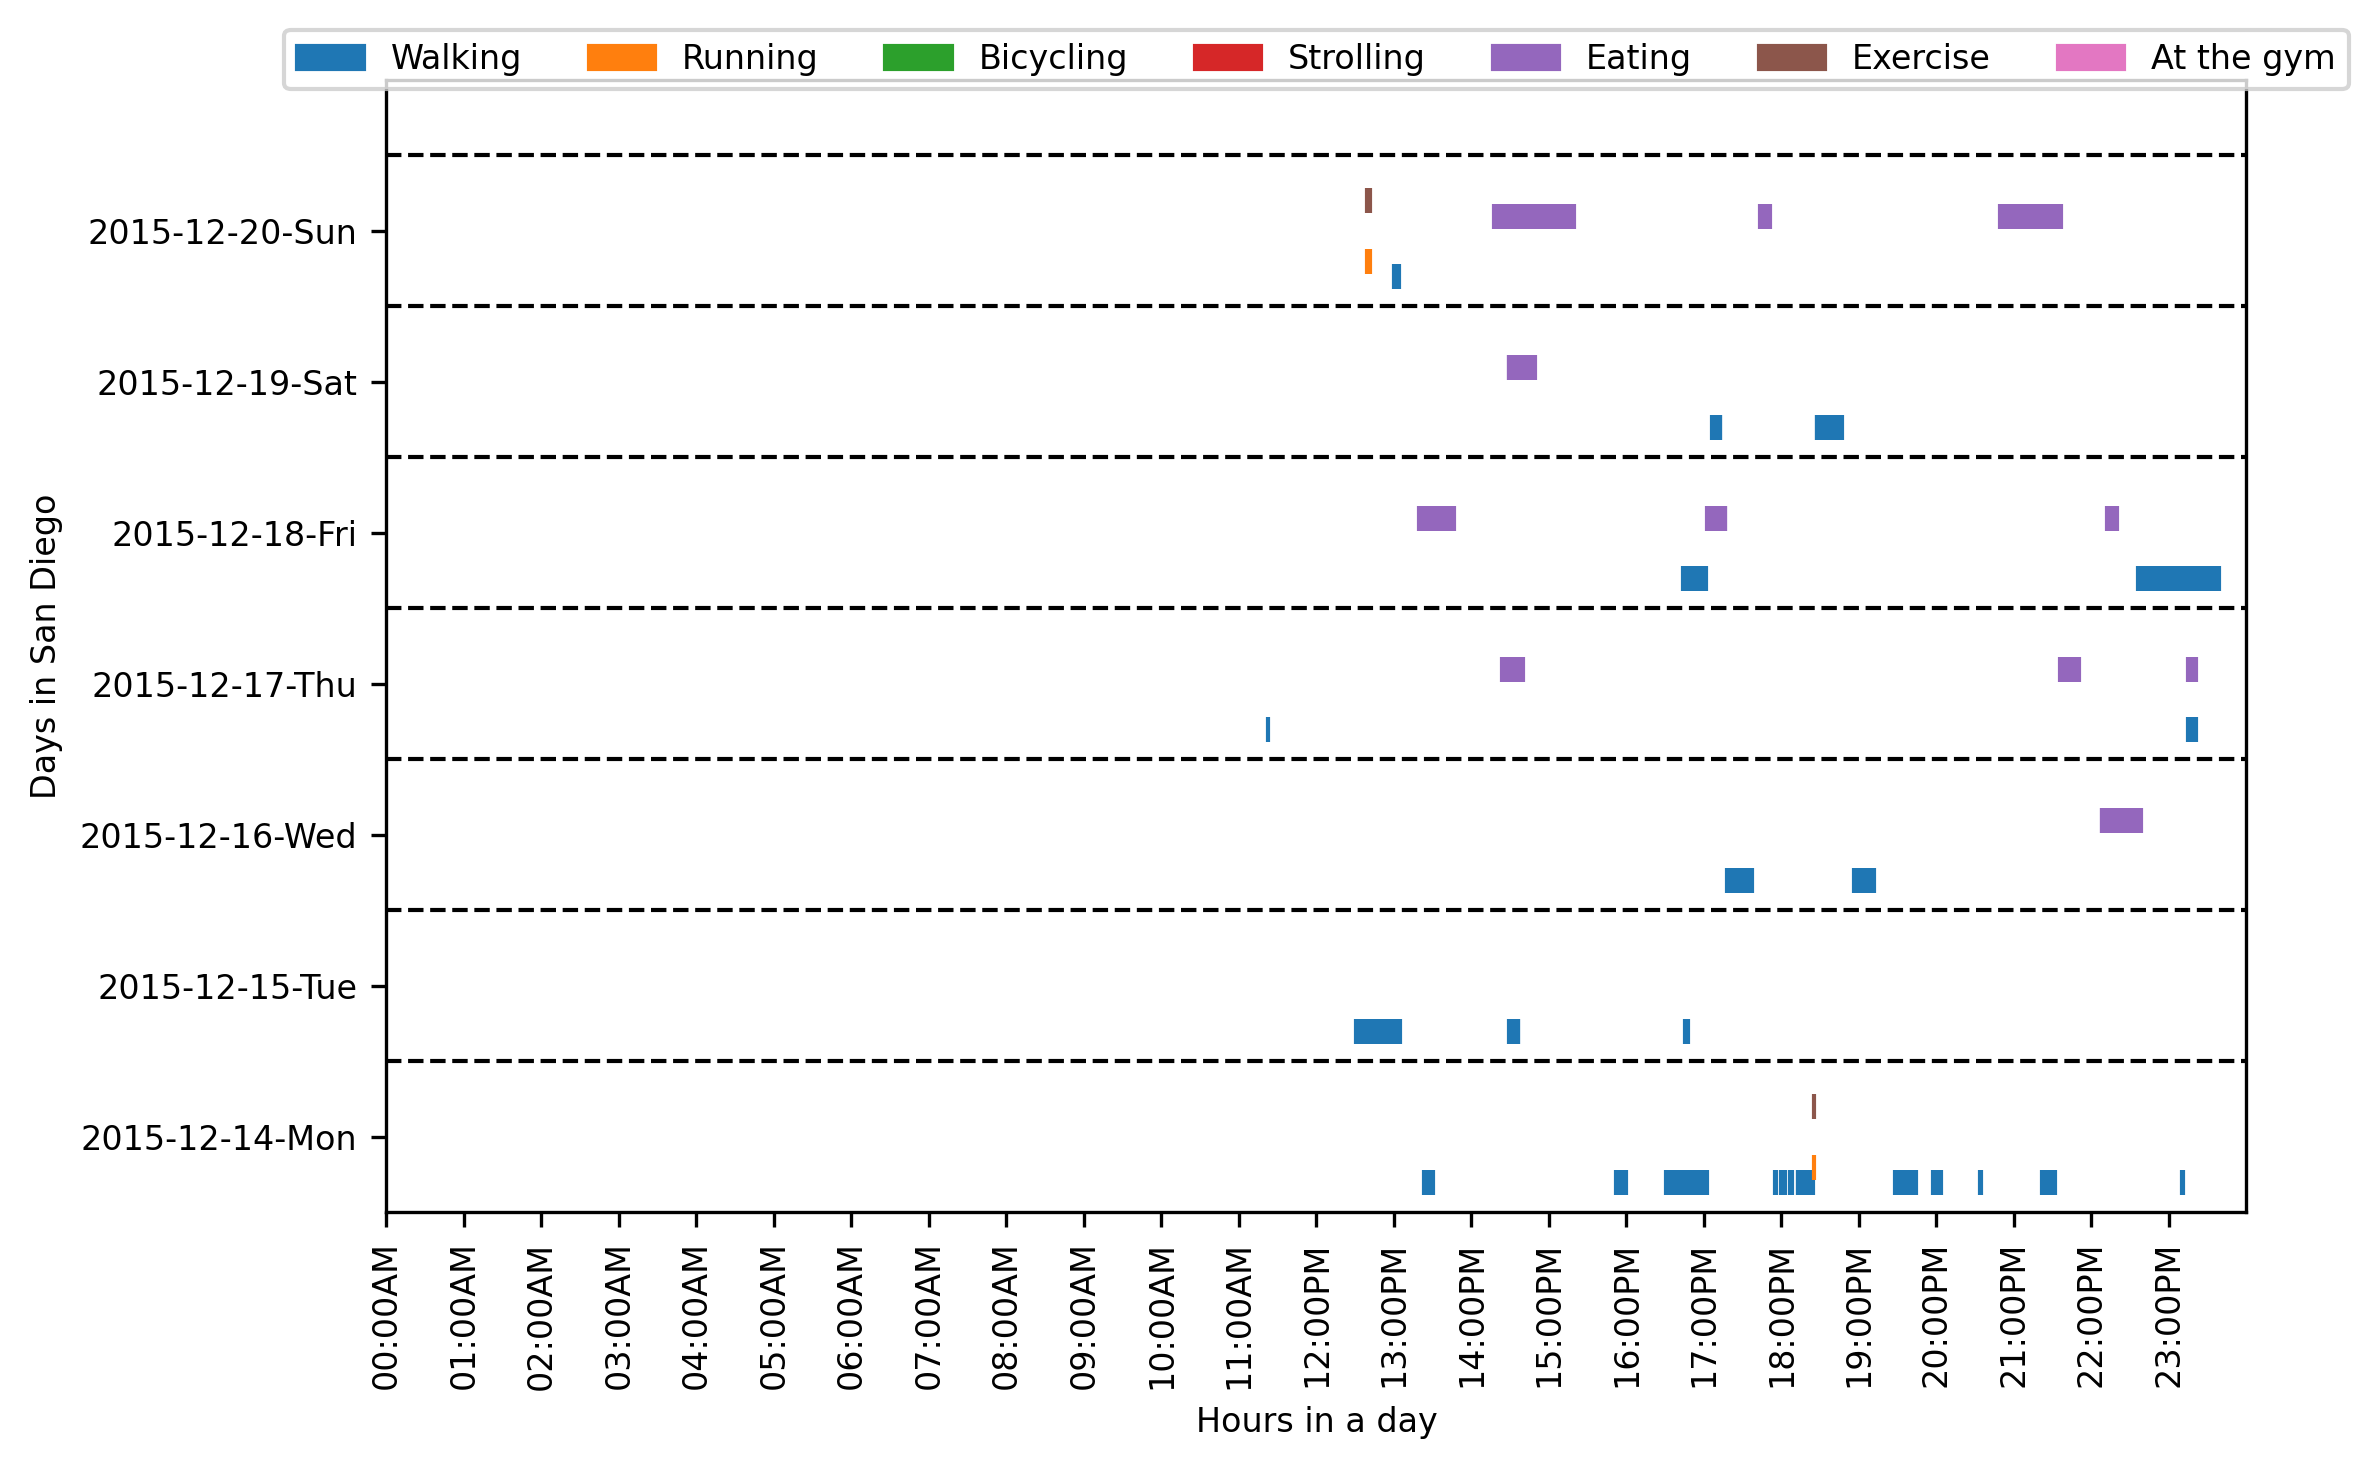 Walking Running Bicycling Strolling Eating Exercise At the gym
Days in San Diego
2015-12-20-Sun
2015-12-19-Sat
2015-12-18-Fri
2015-12-17-Thu
2015-12-16-Wed
2015-12-15-Tue
2015-12-14-Mon
00:00AM
01:00AM
02:00AM
03:00AM
04:00AM
05:00AM
06:00AM
07:00AM
08:00AM
09:00AM
10:00AM
11:00AM
12:00PM
13:00PM
14:00PM
15:00PM
16:00PM
17:00PM
18:00PM
19:00PM
20:00PM
21:00PM
22:00PM
23:00PM
Hours in a day